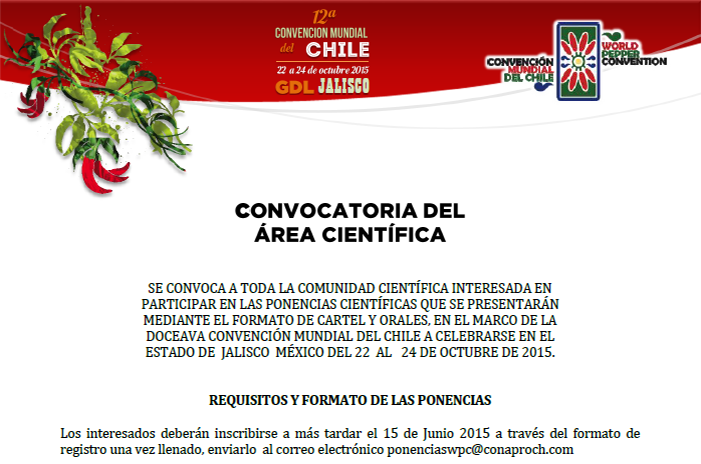 12ª
CONVENCION MUNDIAL
del CHILE
22 a 24 de octubre 2015
GDL JALISCO
CONVENCIÓN
MUNDIAL
DEL CHILE
WORLD
PEPPER
CONVENTION
CONVOCATORIA DEL
ÁREA CIENTÍFICA
SE CONVOCA A TODA LA COMUNIDAD CIENTÍFICA INTERESADA EN
PARTICIPAR EN LAS PONENCIAS CIENTÍFICAS QUE SE PRESENTARÁN
MEDIANTE EL FORMATO DE CARTEL Y ORALES, EN EL MARCO DE LA
DOCEAVA CONVENCIÓN MUNDIAL DEL CHILE A CELEBRARSE EN EL
ESTADO DE JALISCO MÉXICO DEL 22 AL 24 DE OCTUBRE DE 2015.
REQUISITOS Y FORMATO DE LAS PONENCIAS
Los interesados deberán inscribirse a más tardar el 15 de Junio 2015 a través del formato de
registro una vez llenado, enviarlo al correo electrónico ponenciaswpc@conaproch.com